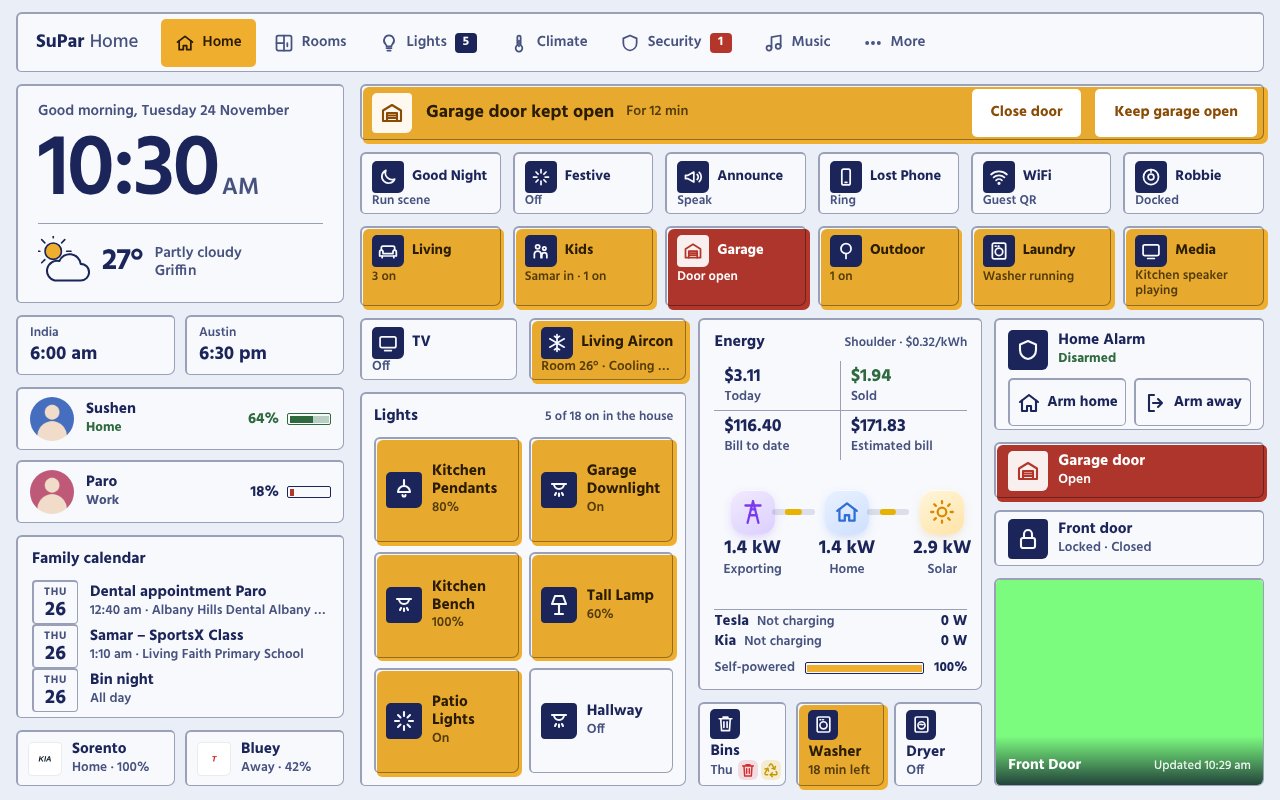 SuPar Home
Home
Rooms
Lights 5
Climate
Security 1
Music
More
Good morning, Tuesday 24 November
10:30 AM
27° Partly cloudy
Griffin
India
6:00 am
Austin
6:30 pm
Sushen
Home
64%
Paro
Work
18%
Family calendar
THU
26
Dental appointment Paro
12:40 am · Albany Hills Dental Albany ...
THU
26
Samar – SportsX Class
1:10 am · Living Faith Primary School
THU
26
Bin night
All day
KIA
Sorento
Home · 100%
T
Bluey
Away · 42%
Garage door kept open For 12 min
Close door
Keep garage open
Good Night
Run scene
Festive
Off
Announce
Speak
Lost Phone
Ring
WiFi
Guest QR
Robbie
Docked
Living
3 on
Kids
Samar in · 1 on
Garage
Door open
Outdoor
1 on
Laundry
Washer running
Media
Kitchen speaker
playing
TV
Off
Living Aircon
Room 26° · Cooling ...
Lights
5 of 18 on in the house
Kitchen
Pendants
80%
Garage
Downlight
On
Kitchen
Bench
100%
Tall Lamp
60%
Patio
Lights
On
Hallway
Off
Energy
Shoulder · $0.32/kWh
$3.11
Today
$1.94
Sold
$116.40
Bill to date
$171.83
Estimated bill
1.4 kW
Exporting
1.4 kW
Home
2.9 kW
Solar
Tesla Not charging 0 W
Kia Not charging 0 W
Self-powered 100%
Bins
Thu
Washer
18 min left
Dryer
Off
Home Alarm
Disarmed
Arm home
Arm away
Garage door
Open
Front door
Locked · Closed
Front Door
Updated 10:29 am